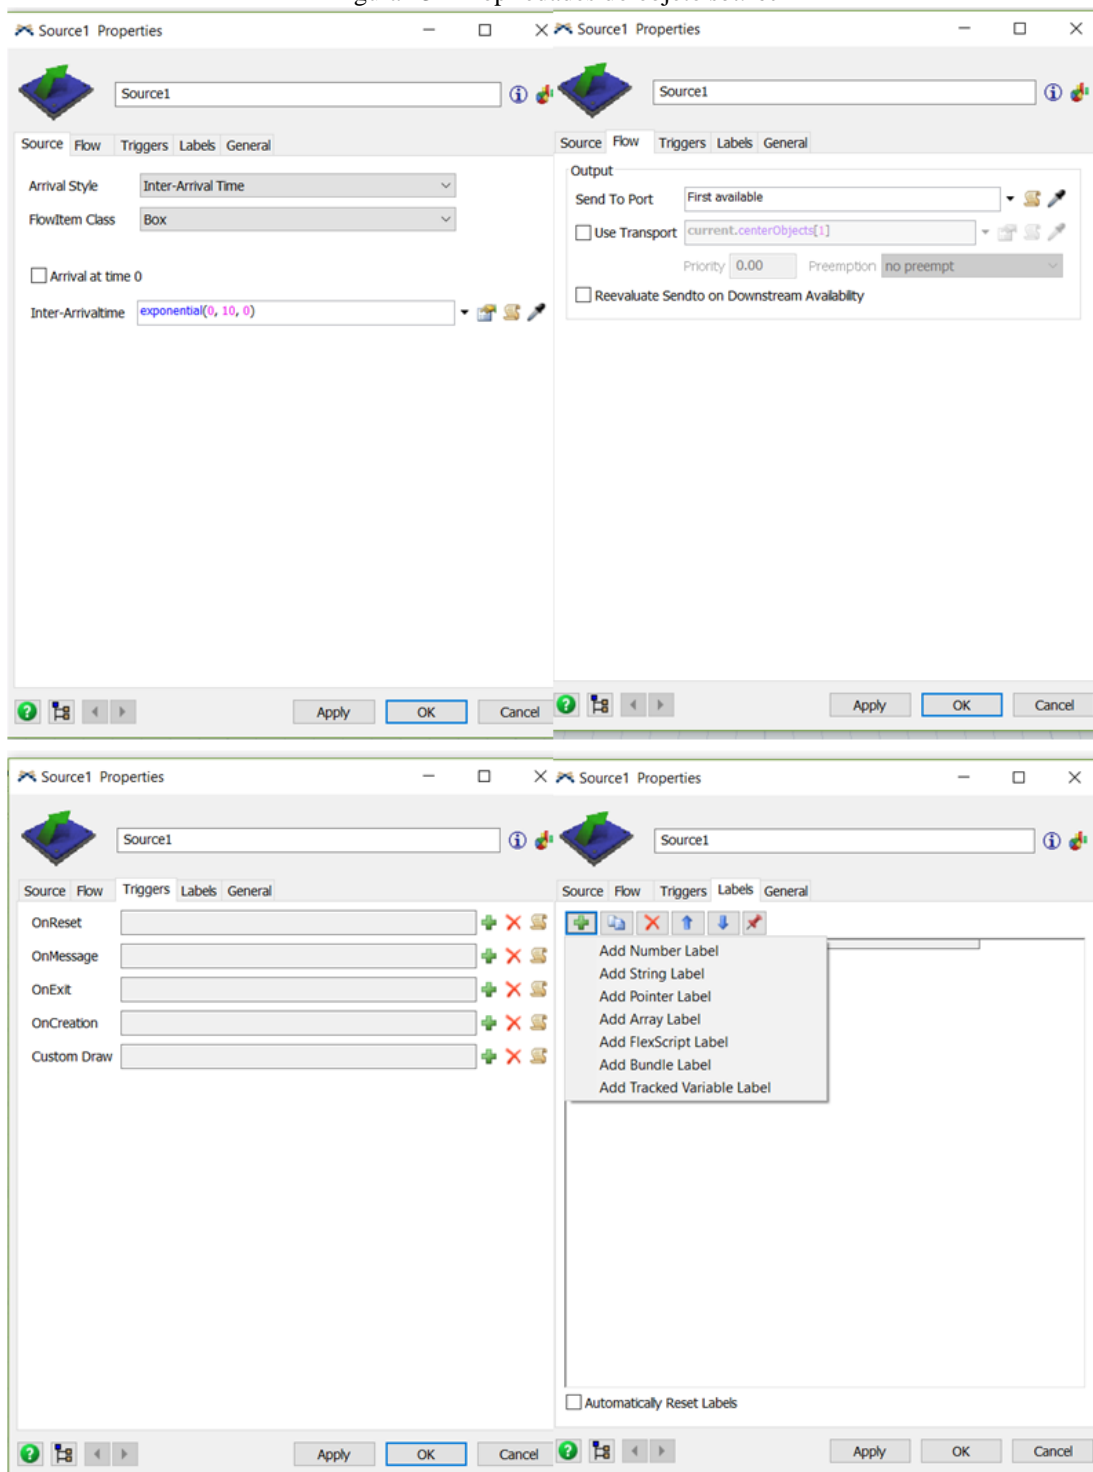 Source1 Properties
Source1
Source Flow Triggers Labels General
Arrival Style Inter-Arrival Time
FlowItem Class Box
Arrival at time 0
Inter-Arrivaltime exponential(0, 10, 0)
Apply OK Cancel
Source1 Properties
Source1
Source Flow Triggers Labels General
Output
Send To Port First available
Use Transport current.centerObjects[1]
Priority 0.00 Preemption no preempt
Reevaluate Sendto on Downstream Availability
Apply OK Cancel
Source1 Properties
Source1
Source Flow Triggers Labels General
OnReset
OnMessage
OnExit
OnCreation
Custom Draw
Apply OK Cancel
Source1 Properties
Source1
Source Flow Triggers Labels General
Add Number Label
Add String Label
Add Pointer Label
Add Array Label
Add FlexScript Label
Add Bundle Label
Add Tracked Variable Label
Automatically Reset Labels
Apply OK Cancel